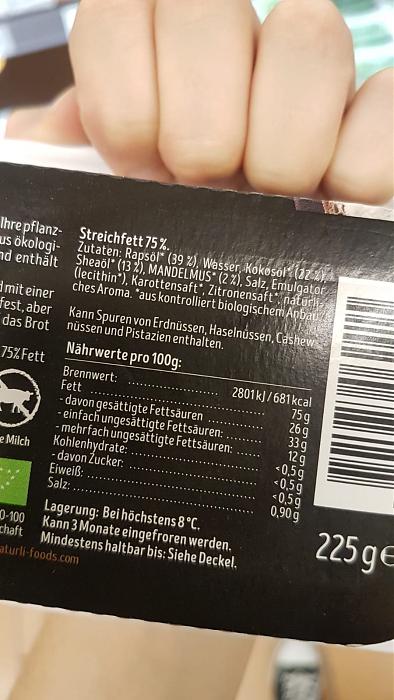 Ihre pflanz-
us ökologi-
nd enthält
d mit einer
fest, aber
das Brot
75% Fett
e Milch
0-100
chaft
aturli-foods.com
Streichfett 75%.
Zutaten: Rapsöl* (39 %), Wasser, Kokosöl* (22 %),
Sheaöl* (13 %), MANDELMUS* (2 %), Salz, Emulgator
(lecithin*), Karottensaft*, Zitronensaft*, natürli-
ches Aroma. *aus kontrolliert biologischem Anbau
Kann Spuren von Erdnüssen, Haselnüssen, Cashew
nüssen und Pistazien enthalten.
Nährwerte pro 100g:
Brennwert: 2801kJ / 681kcal
Fett 75g
- davon gesättigte Fettsäuren 26g
- einfach ungesättigte Fettsäuren: 33g
- mehrfach ungesättigte Fettsäuren: 12g
Kohlenhydrate: <0,5g
- davon Zucker: <0,5g
Eiweiß: <0,5g
Salz: 0,90g
Lagerung: Bei höchstens 8°C.
Kann 3 Monate eingefroren werden.
Mindestens haltbar bis: Siehe Deckel.
225 g e